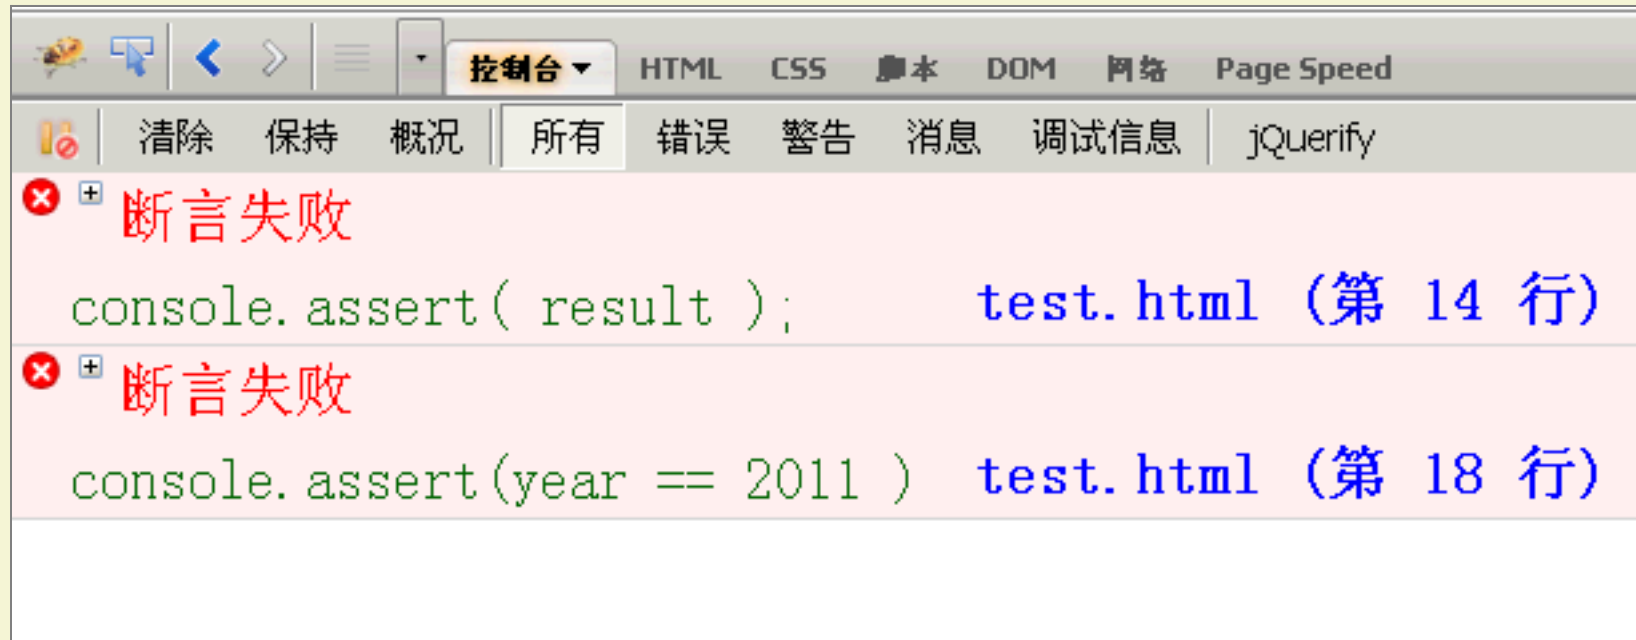 控制台 HTML CSS 脚本 DOM 网络 Page Speed
清除 保持 概况 所有 错误 警告 消息 调试信息 jQuerify
断言失败
console.assert( result ); test.html (第 14 行)
断言失败
console.assert(year == 2011 ) test.html (第 18 行)